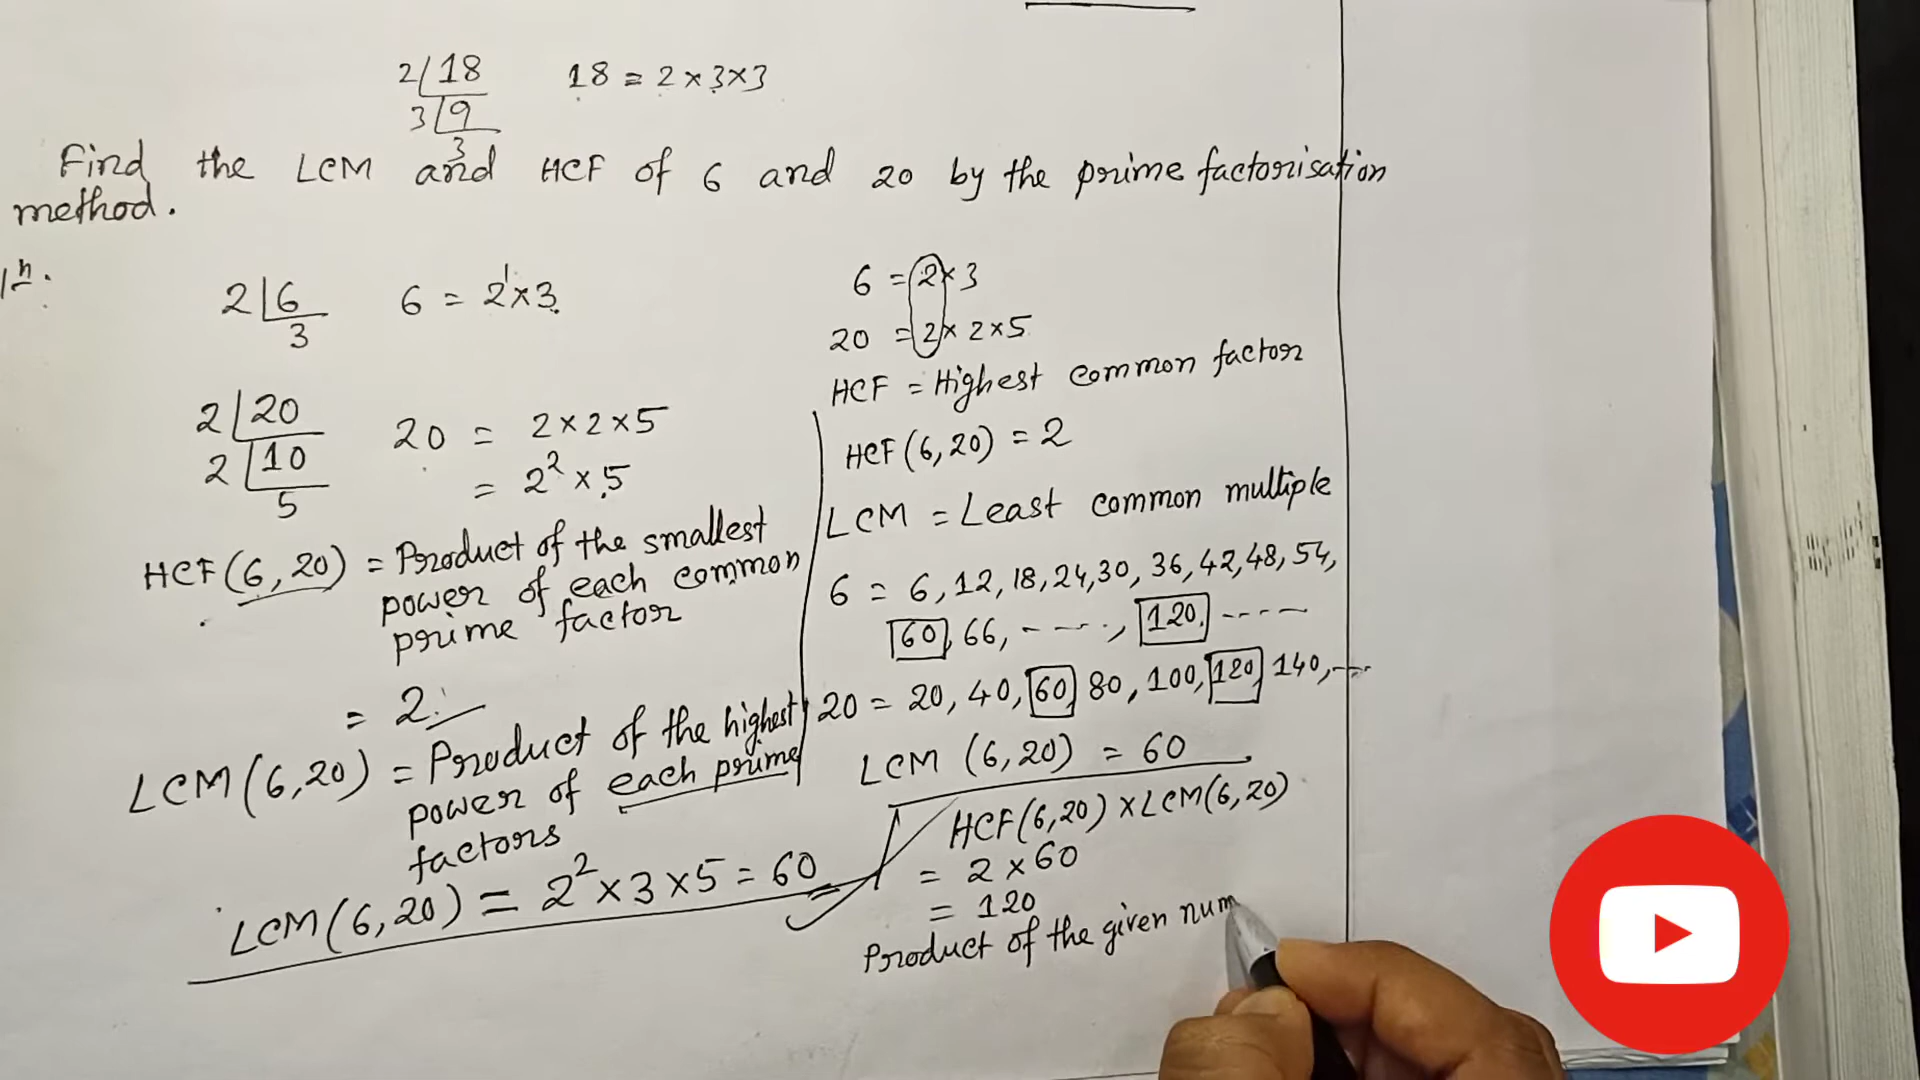 2 18 18 = 2 × 3 × 3
3 9
3
Find the LCM and HCF of 6 and 20 by the prime factorisation
method.
2 6 6 = 2¹ × 3
3
2 20 20 = 2 × 2 × 5
2 10 = 2² × 5
5
HCF (6, 20) = Product of the smallest
power of each common
prime factor
= 2
LCM (6, 20) = Product of the highest
power of each prime
factors
LCM (6, 20) = 2² × 3 × 5 = 60
6 = 2 × 3
20 = 2 × 2 × 5
HCF = Highest common factor
HCF (6, 20) = 2
LCM = Least common multiple
6 = 6, 12, 18, 24, 30, 36, 42, 48, 54,
60, 66, - - - -, 120, - - - -
20 = 20, 40, 60, 80, 100, 120, 140, - - -
LCM (6, 20) = 60
HCF (6, 20) × LCM (6, 20)
= 2 × 60
= 120
Product of the given num